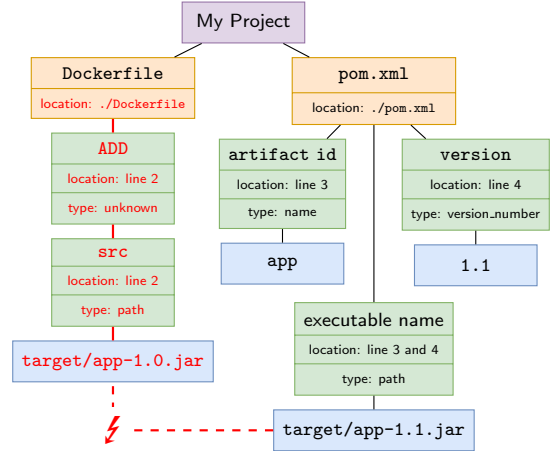 My Project
Dockerfile
location: ./Dockerfile
ADD
location: line 2
type: unknown
src
location: line 2
type: path
target/app-1.0.jar
pom.xml
location: ./pom.xml
artifact id
location: line 3
type: name
app
version
location: line 4
type: version_number
1.1
executable name
location: line 3 and 4
type: path
target/app-1.1.jar